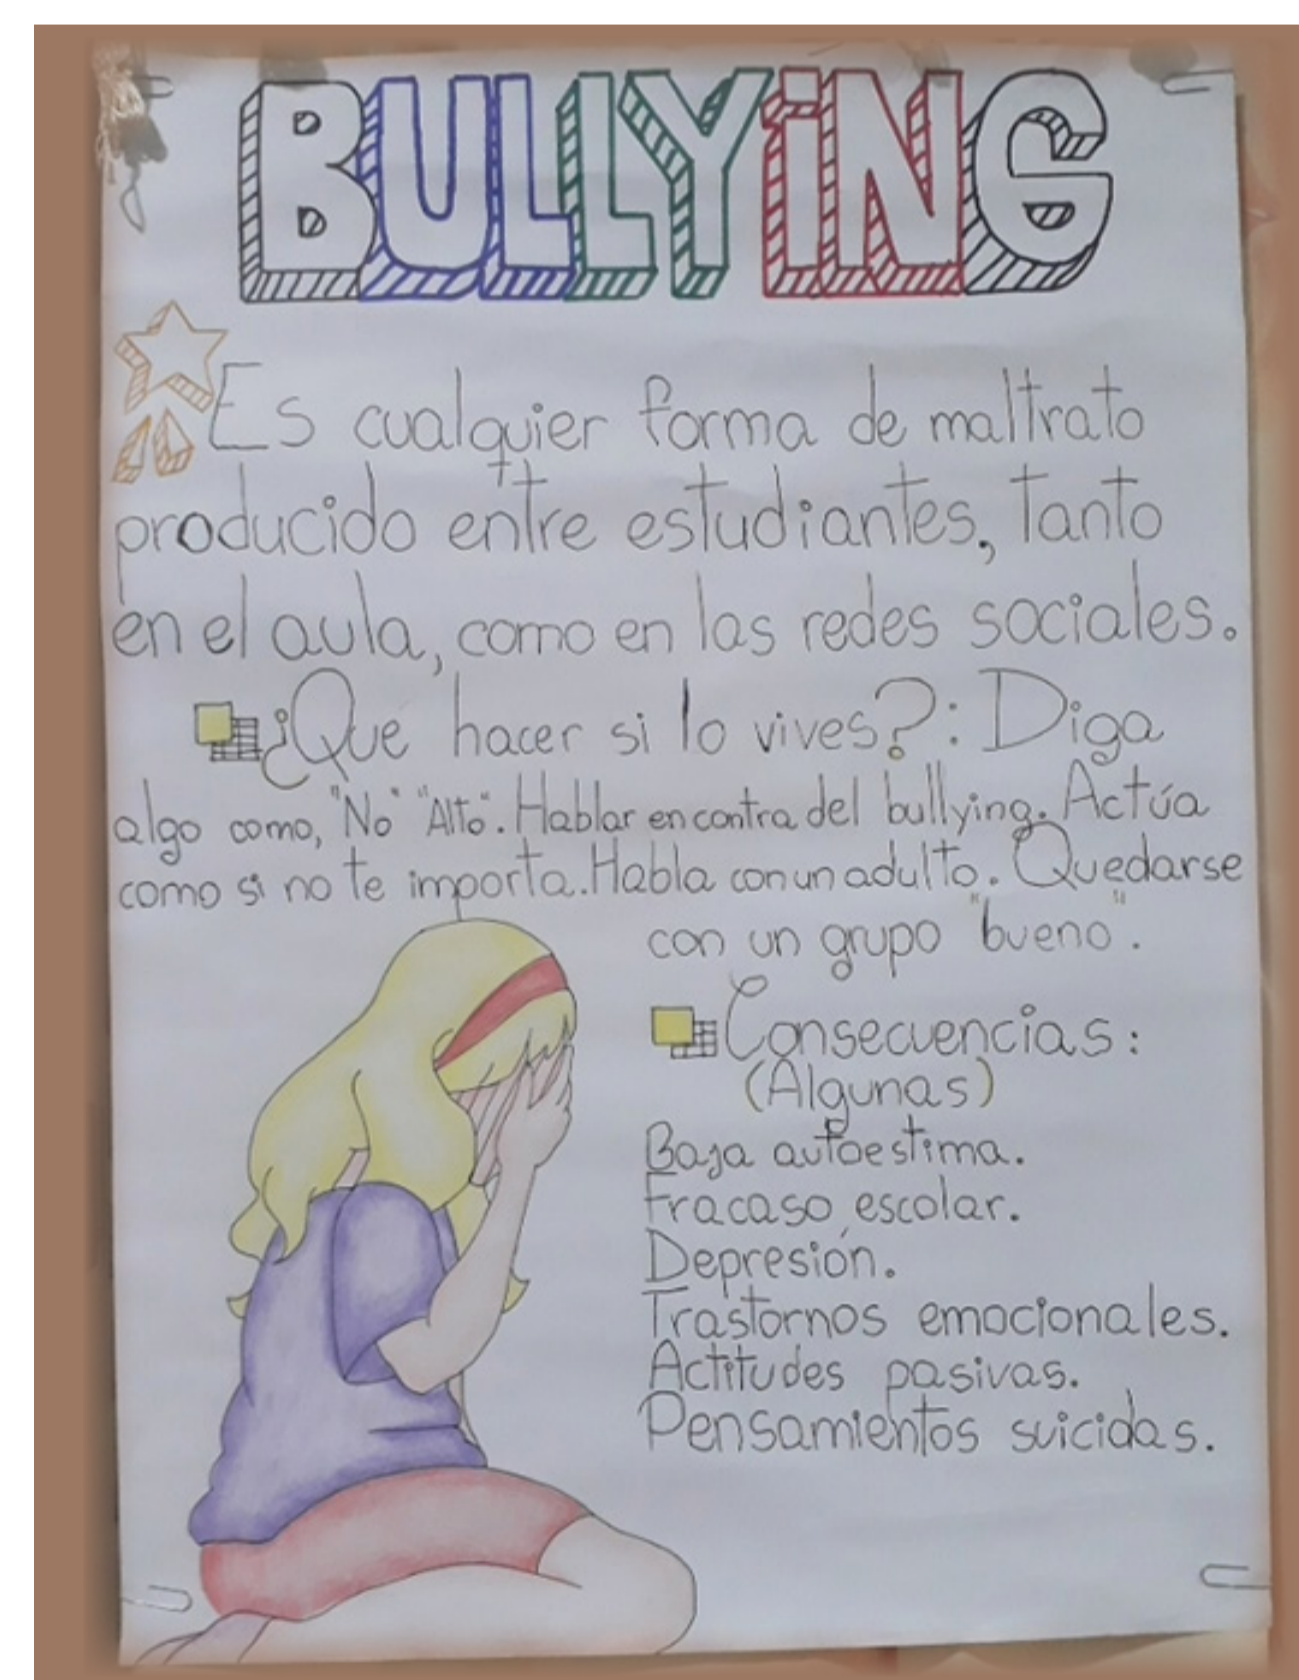 BULLYiNG
Es cualquier forma de maltrato
producido entre estudiantes, tanto
en el aula, como en las redes sociales.
¿Que hacer si lo vives?: Diga
algo como, "No" "Alto". Hablar en contra del bullying. Actúa
como si no te importa. Habla con un adulto. Quedarse
con un grupo "bueno".
Consecuencias:
(Algunas)
Baja autoestima.
Fracaso escolar.
Depresión.
Trastornos emocionales.
Actitudes pasivas.
Pensamientos suicidas.